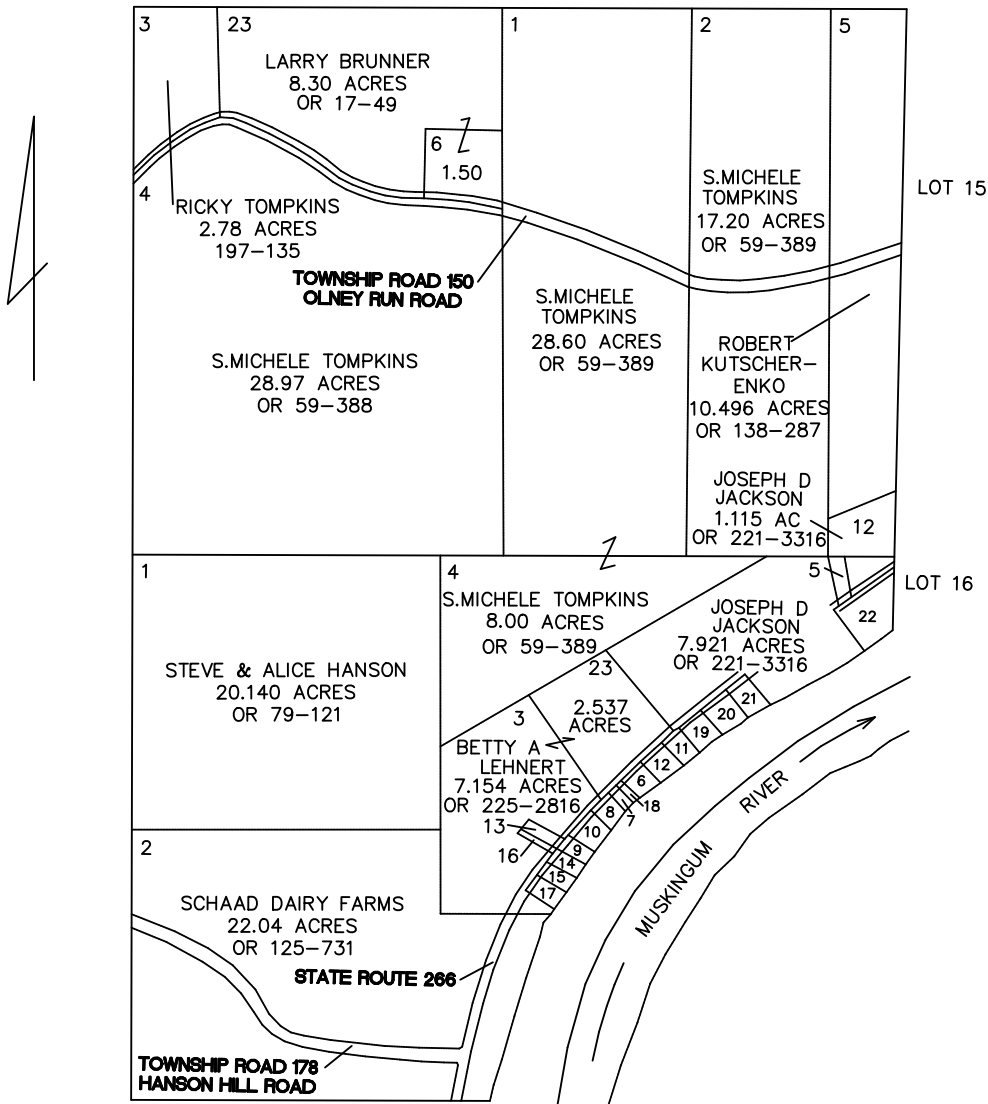 3
23
1
2
5
LARRY BRUNNER
8.30 ACRES
OR 17-49
6
1.50
4
RICKY TOMPKINS
2.78 ACRES
197-135
S.MICHELE
TOMPKINS
17.20 ACRES
OR 59-389
LOT 15
TOWNSHIP ROAD 150
OLNEY RUN ROAD
S.MICHELE
TOMPKINS
28.60 ACRES
OR 59-389
S.MICHELE TOMPKINS
28.97 ACRES
OR 59-388
ROBERT
KUTSCHER-
ENKO
10.496 ACRES
OR 138-287
JOSEPH D
JACKSON
1.115 AC
OR 221-3316
12
1
4
5
LOT 16
S.MICHELE TOMPKINS
8.00 ACRES
OR 59-389
JOSEPH D
JACKSON
7.921 ACRES
OR 221-3316
22
STEVE & ALICE HANSON
20.140 ACRES
OR 79-121
23
2.537
ACRES
3
BETTY A
LEHNERT
7.154 ACRES
OR 225-2816
21
20
19
11
12
6
18
7
8
10
13
9
16
14
15
17
RIVER
MUSKINGUM
2
SCHAAD DAIRY FARMS
22.04 ACRES
OR 125-731
STATE ROUTE 266
TOWNSHIP ROAD 178
HANSON HILL ROAD